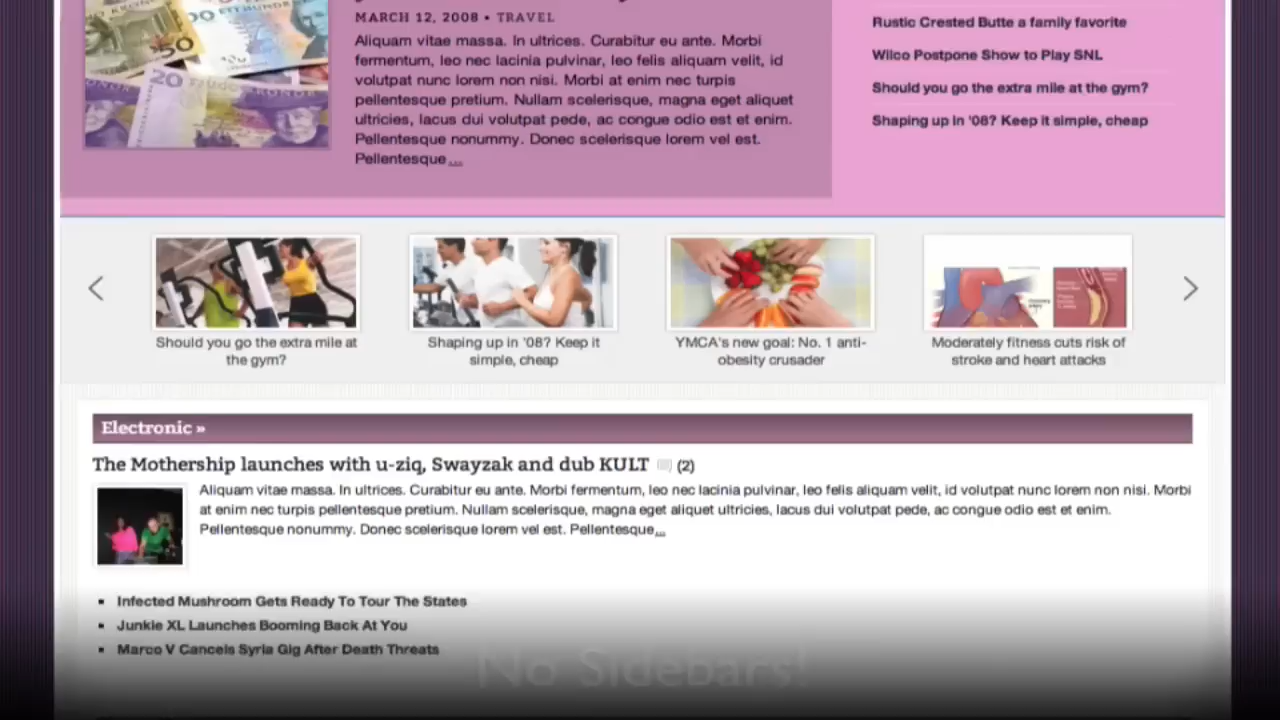 MARCH 12, 2008 • TRAVEL
Aliquam vitae massa. In ultrices. Curabitur eu ante. Morbi
fermentum, leo nec lacinia pulvinar, leo felis aliquam velit, id
volutpat nunc lorem non nisi. Morbi at enim nec turpis
pellentesque pretium. Nullam scelerisque, magna eget aliquet
ultricies, lacus dui volutpat pede, ac congue odio est et enim.
Pellentesque nonummy. Donec scelerisque lorem vel est.
Pellentesque...
50
20
Rustic Crested Butte a family favorite
Wilco Postpone Show to Play SNL
Should you go the extra mile at the gym?
Shaping up in '08? Keep it simple, cheap
Should you go the extra mile at
the gym?
Shaping up in '08? Keep it
simple, cheap
YMCA's new goal: No. 1 anti-
obesity crusader
Moderately fitness cuts risk of
stroke and heart attacks
Electronic »
The Mothership launches with u-ziq, Swayzak and dub KULT (2)
Aliquam vitae massa. In ultrices. Curabitur eu ante. Morbi fermentum, leo nec lacinia pulvinar, leo felis aliquam velit, id volutpat nunc lorem non nisi. Morbi
at enim nec turpis pellentesque pretium. Nullam scelerisque, magna eget aliquet ultricies, lacus dui volutpat pede, ac congue odio est et enim.
Pellentesque nonummy. Donec scelerisque lorem vel est. Pellentesque...
▪ Infected Mushroom Gets Ready To Tour The States
▪ Junkie XL Launches Booming Back At You
▪ Marco V Cancels Syria Gig After Death Threats
No Sidebars!